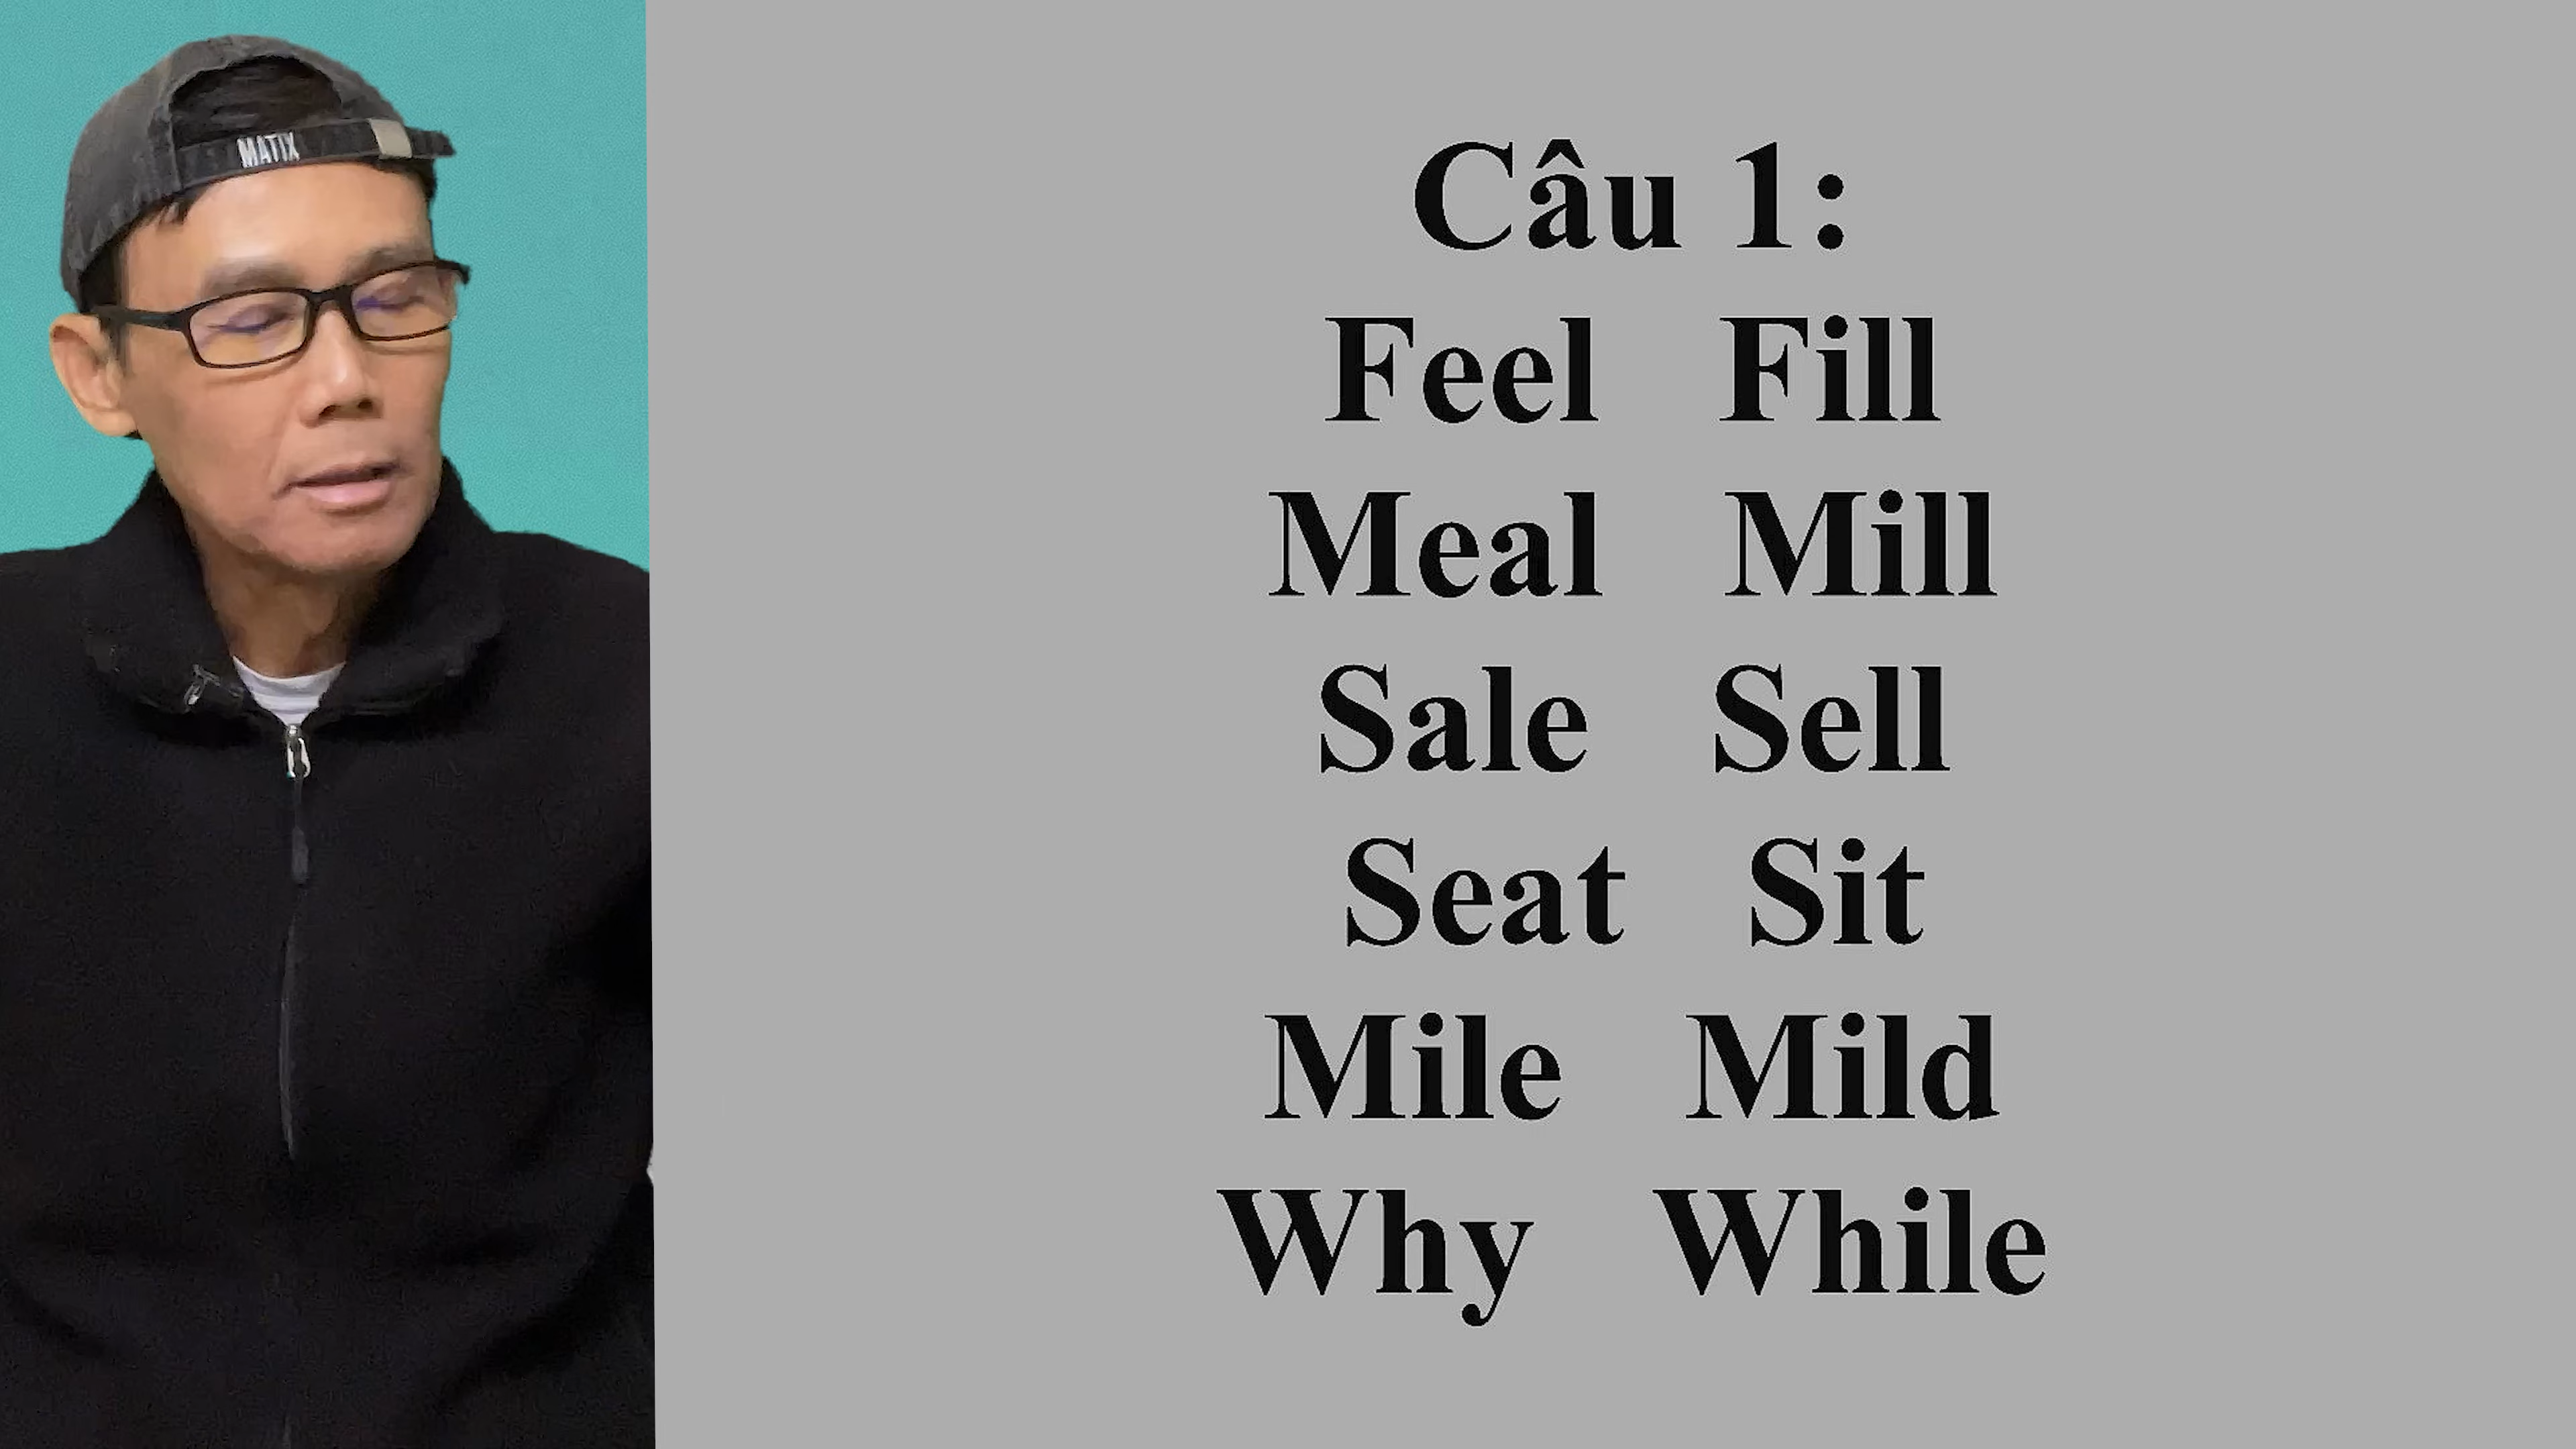 MATIX
Câu 1:
Feel Fill
Meal Mill
Sale Sell
Seat Sit
Mile Mild
Why While